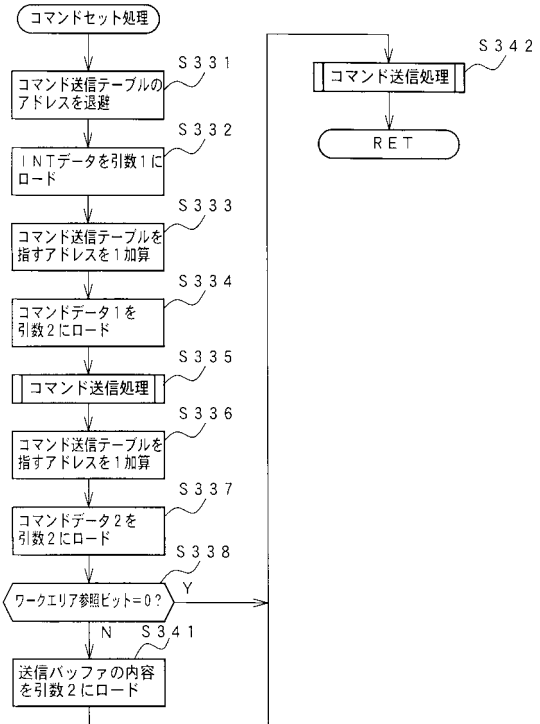 コマンドセット処理
S331
コマンド送信テーブルの
アドレスを退避
S332
INTデータを引数1に
ロード
S333
コマンド送信テーブルを
指すアドレスを1加算
S334
コマンドデータ1を
引数2にロード
S335
コマンド送信処理
S336
コマンド送信テーブルを
指すアドレスを1加算
S337
コマンドデータ2を
引数2にロード
S338
ワークエリア参照ビット=0?
Y
N
S341
送信バッファの内容
を引数2にロード
S342
コマンド送信処理
RET